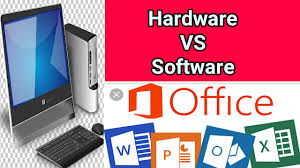 Hardware
VS
Software
Office
W P O X